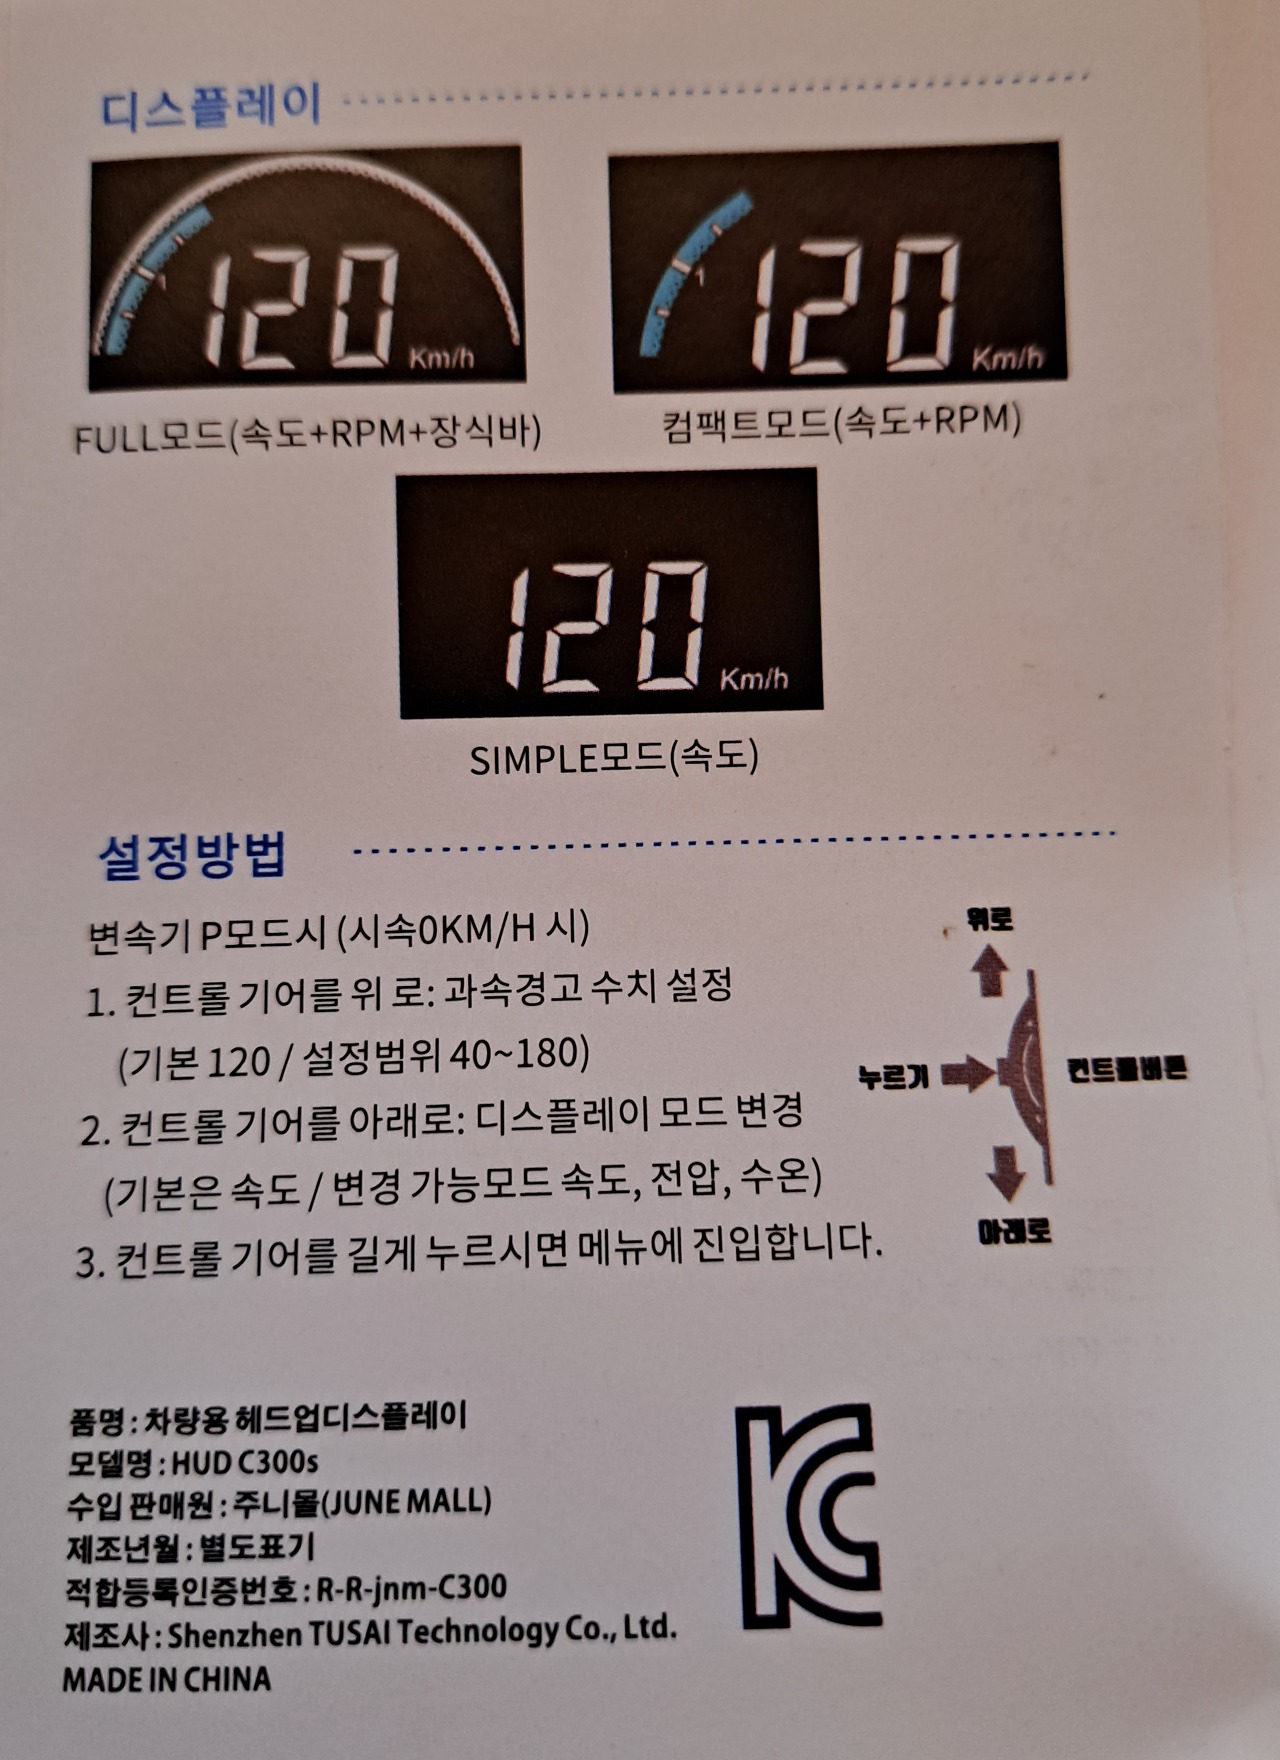 디스플레이
120 Km/h
1
120 Km/h
1
FULL모드(속도+RPM+장식바)
컴팩트모드(속도+RPM)
120 Km/h
SIMPLE모드(속도)
설정방법
변속기 P모드시 (시속0KM/H 시)
1. 컨트롤 기어를 위 로: 과속경고 수치 설정
(기본 120 / 설정범위 40~180)
2. 컨트롤 기어를 아래로: 디스플레이 모드 변경
(기본은 속도 / 변경 가능모드 속도, 전압, 수온)
3. 컨트롤 기어를 길게 누르시면 메뉴에 진입합니다.
위로
누르기
컨트롤버튼
아래로
품명 : 차량용 헤드업디스플레이
모델명 : HUD C300s
수입 판매원 : 주니몰(JUNE MALL)
제조년월 : 별도표기
적합등록인증번호 : R-R-jnm-C300
제조사 : Shenzhen TUSAI Technology Co., Ltd.
MADE IN CHINA
KC